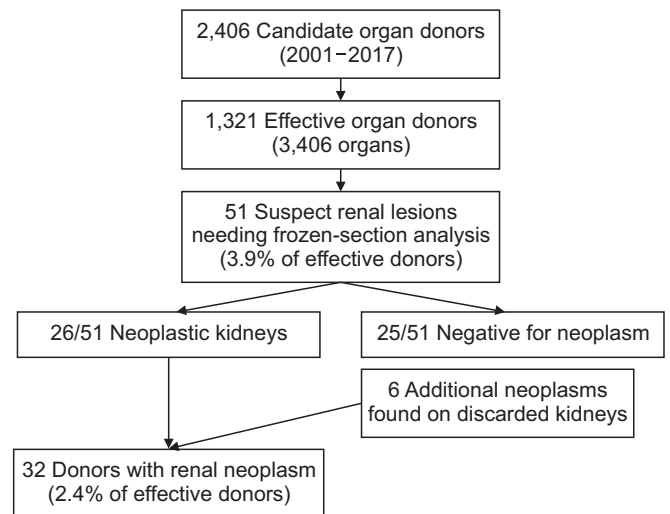 2,406 Candidate organ donors
(2001−2017)
1,321 Effective organ donors
(3,406 organs)
51 Suspect renal lesions
needing frozen-section analysis
(3.9% of effective donors)
26/51 Neoplastic kidneys
25/51 Negative for neoplasm
6 Additional neoplasms
found on discarded kidneys
32 Donors with renal neoplasm
(2.4% of effective donors)